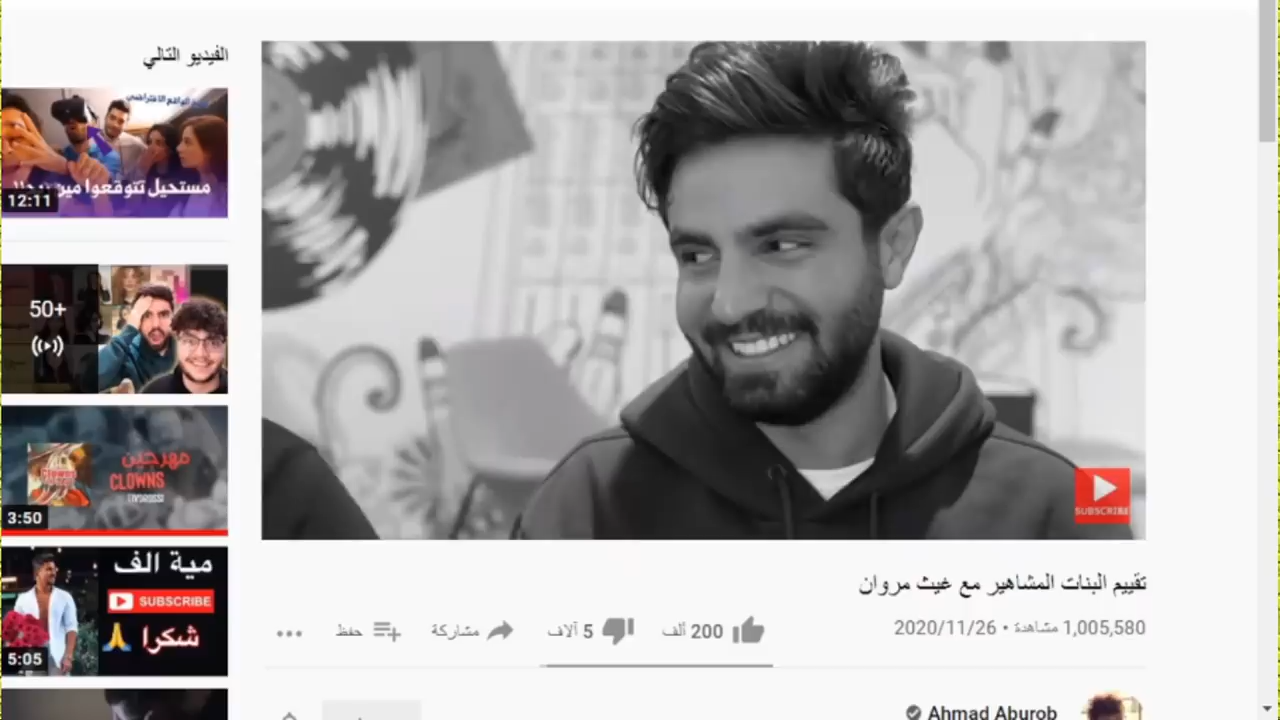 الفيديو التالي
مستحيل تتوقعوا مين
12:11
50+
مهرجين
CLOWNS
3:50
مية الف
SUBSCRIBE
شكرا
5:05
SUBSCRIBE
تقييم البنات المشاهير مع غيث مروان
1,005,580 مشاهدة • 2020/11/26
200 ألف
5 آلاف
مشاركة
حفظ
Ahmad Aburob